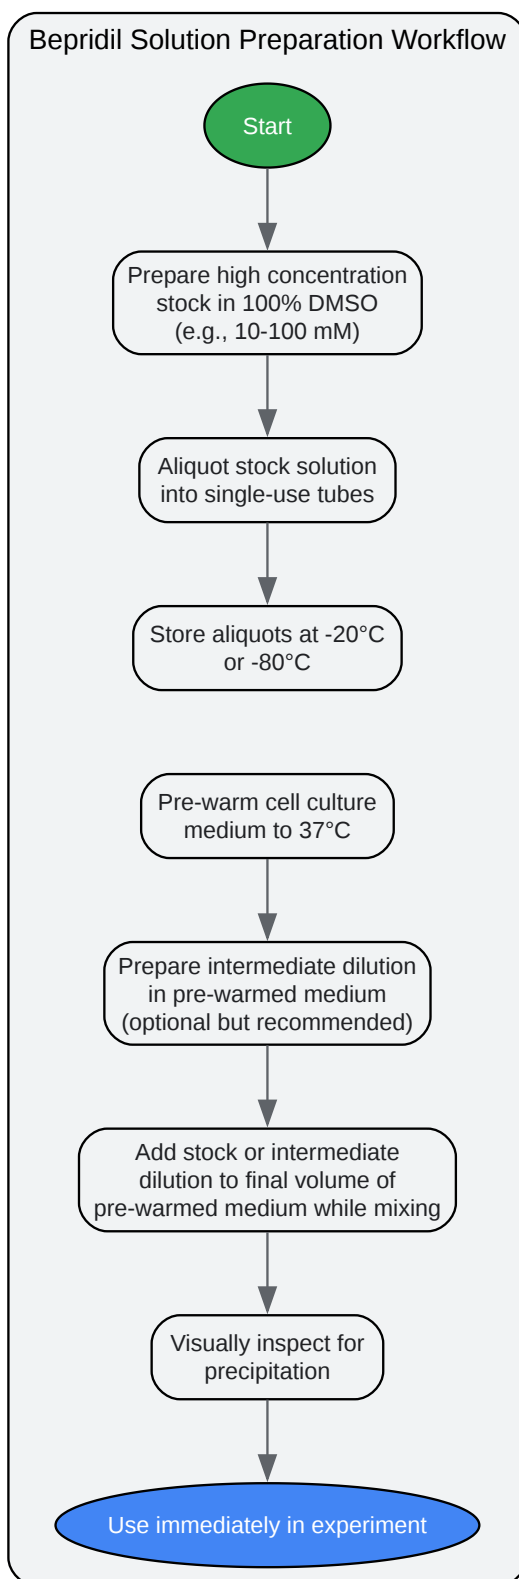 Bepridil Solution Preparation Workflow
Start
Prepare high concentration
stock in 100% DMSO
(e.g., 10-100 mM)
Aliquot stock solution
into single-use tubes
Store aliquots at -20°C
or -80°C
Pre-warm cell culture
medium to 37°C
Prepare intermediate dilution
in pre-warmed medium
(optional but recommended)
Add stock or intermediate
dilution to final volume of
pre-warmed medium while mixing
Visually inspect for
precipitation
Use immediately in experiment